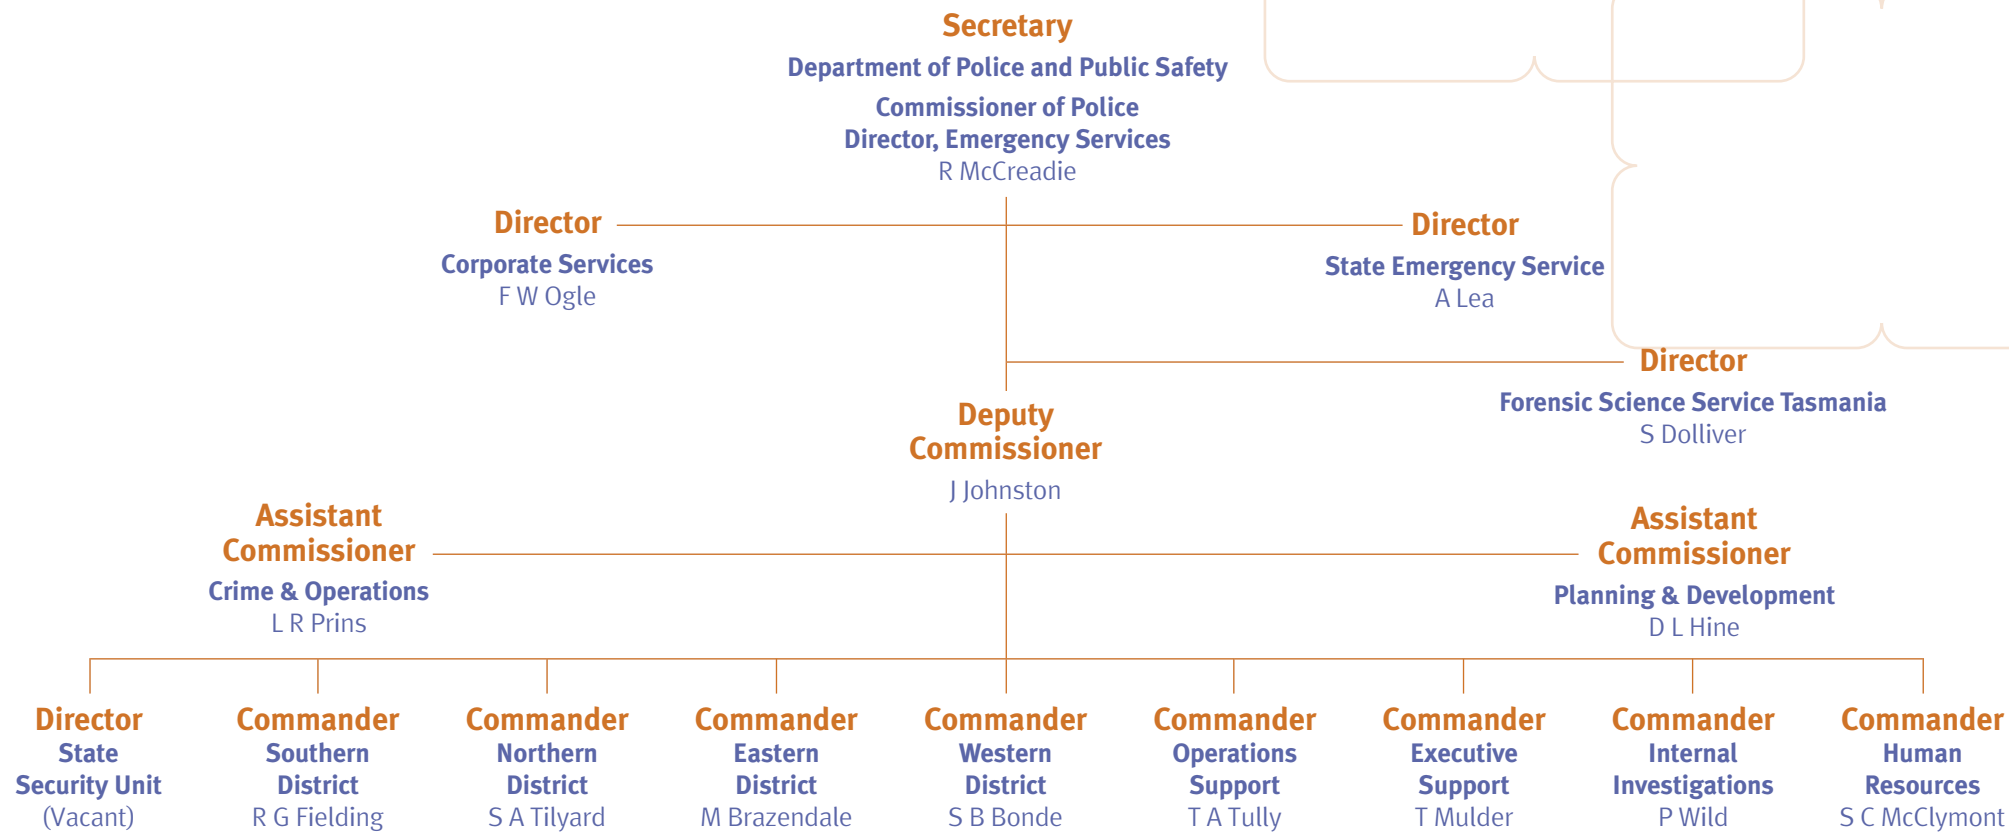 Secretary
Department of Police and Public Safety
Commissioner of Police
Director, Emergency Services
R McCreadie
Director
Corporate Services
F W Ogle
Director
State Emergency Service
A Lea
Director
Forensic Science Service Tasmania
S Dolliver
Deputy
Commissioner
J Johnston
Assistant
Commissioner
Crime & Operations
L R Prins
Assistant
Commissioner
Planning & Development
D L Hine
Director
State
Security Unit
(Vacant)
Commander
Southern
District
R G Fielding
Commander
Northern
District
S A Tilyard
Commander
Eastern
District
M Brazendale
Commander
Western
District
S B Bonde
Commander
Operations
Support
T A Tully
Commander
Executive
Support
T Mulder
Commander
Internal
Investigations
P Wild
Commander
Human
Resources
S C McClymont